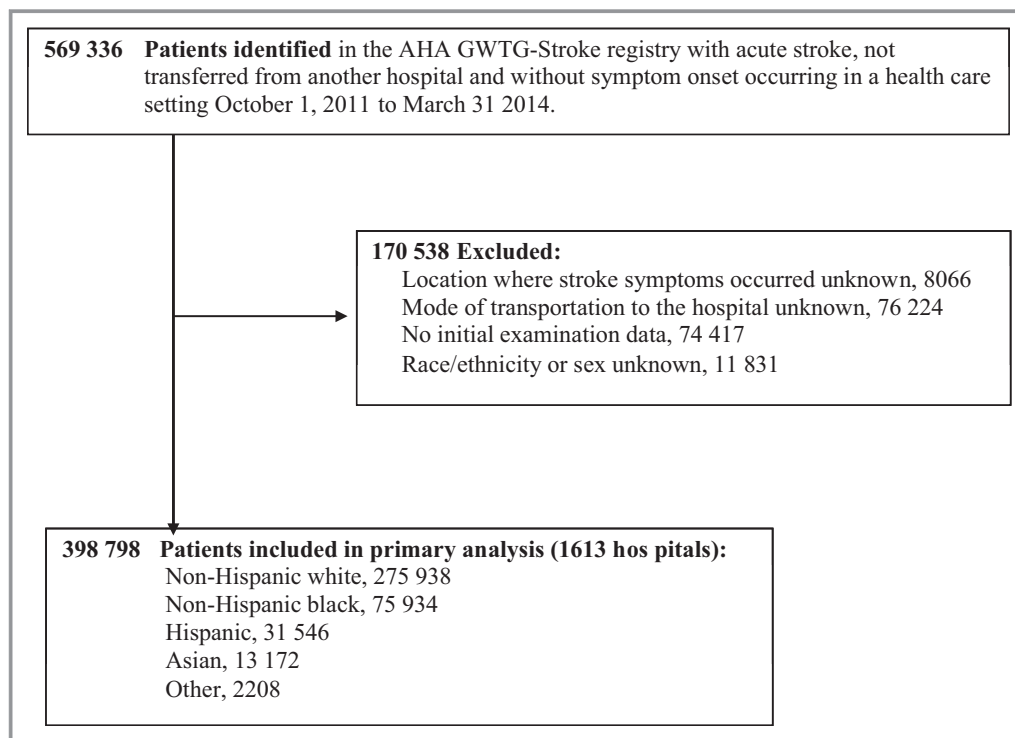 569 336 Patients identified in the AHA GWTG-Stroke registry with acute stroke, not
transferred from another hospital and without symptom onset occurring in a health care
setting October 1, 2011 to March 31 2014.
170 538 Excluded:
Location where stroke symptoms occurred unknown, 8066
Mode of transportation to the hospital unknown, 76 224
No initial examination data, 74 417
Race/ethnicity or sex unknown, 11 831
398 798 Patients included in primary analysis (1613 hos pitals):
Non-Hispanic white, 275 938
Non-Hispanic black, 75 934
Hispanic, 31 546
Asian, 13 172
Other, 2208